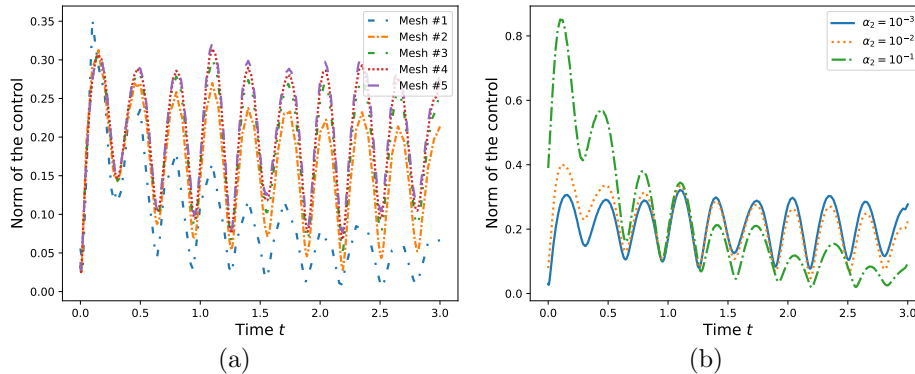 0.35
0.30
0.25
0.20
0.15
0.10
0.05
0.00
Norm of the control
Mesh #1
Mesh #2
Mesh #3
Mesh #4
Mesh #5
0.0 0.5 1.0 1.5 2.0 2.5 3.0
Time t
(a)
0.8
0.6
0.4
0.2
0.0
Norm of the control
α₂ = 10⁻³
α₂ = 10⁻²
α₂ = 10⁻¹
0.0 0.5 1.0 1.5 2.0 2.5 3.0
Time t
(b)